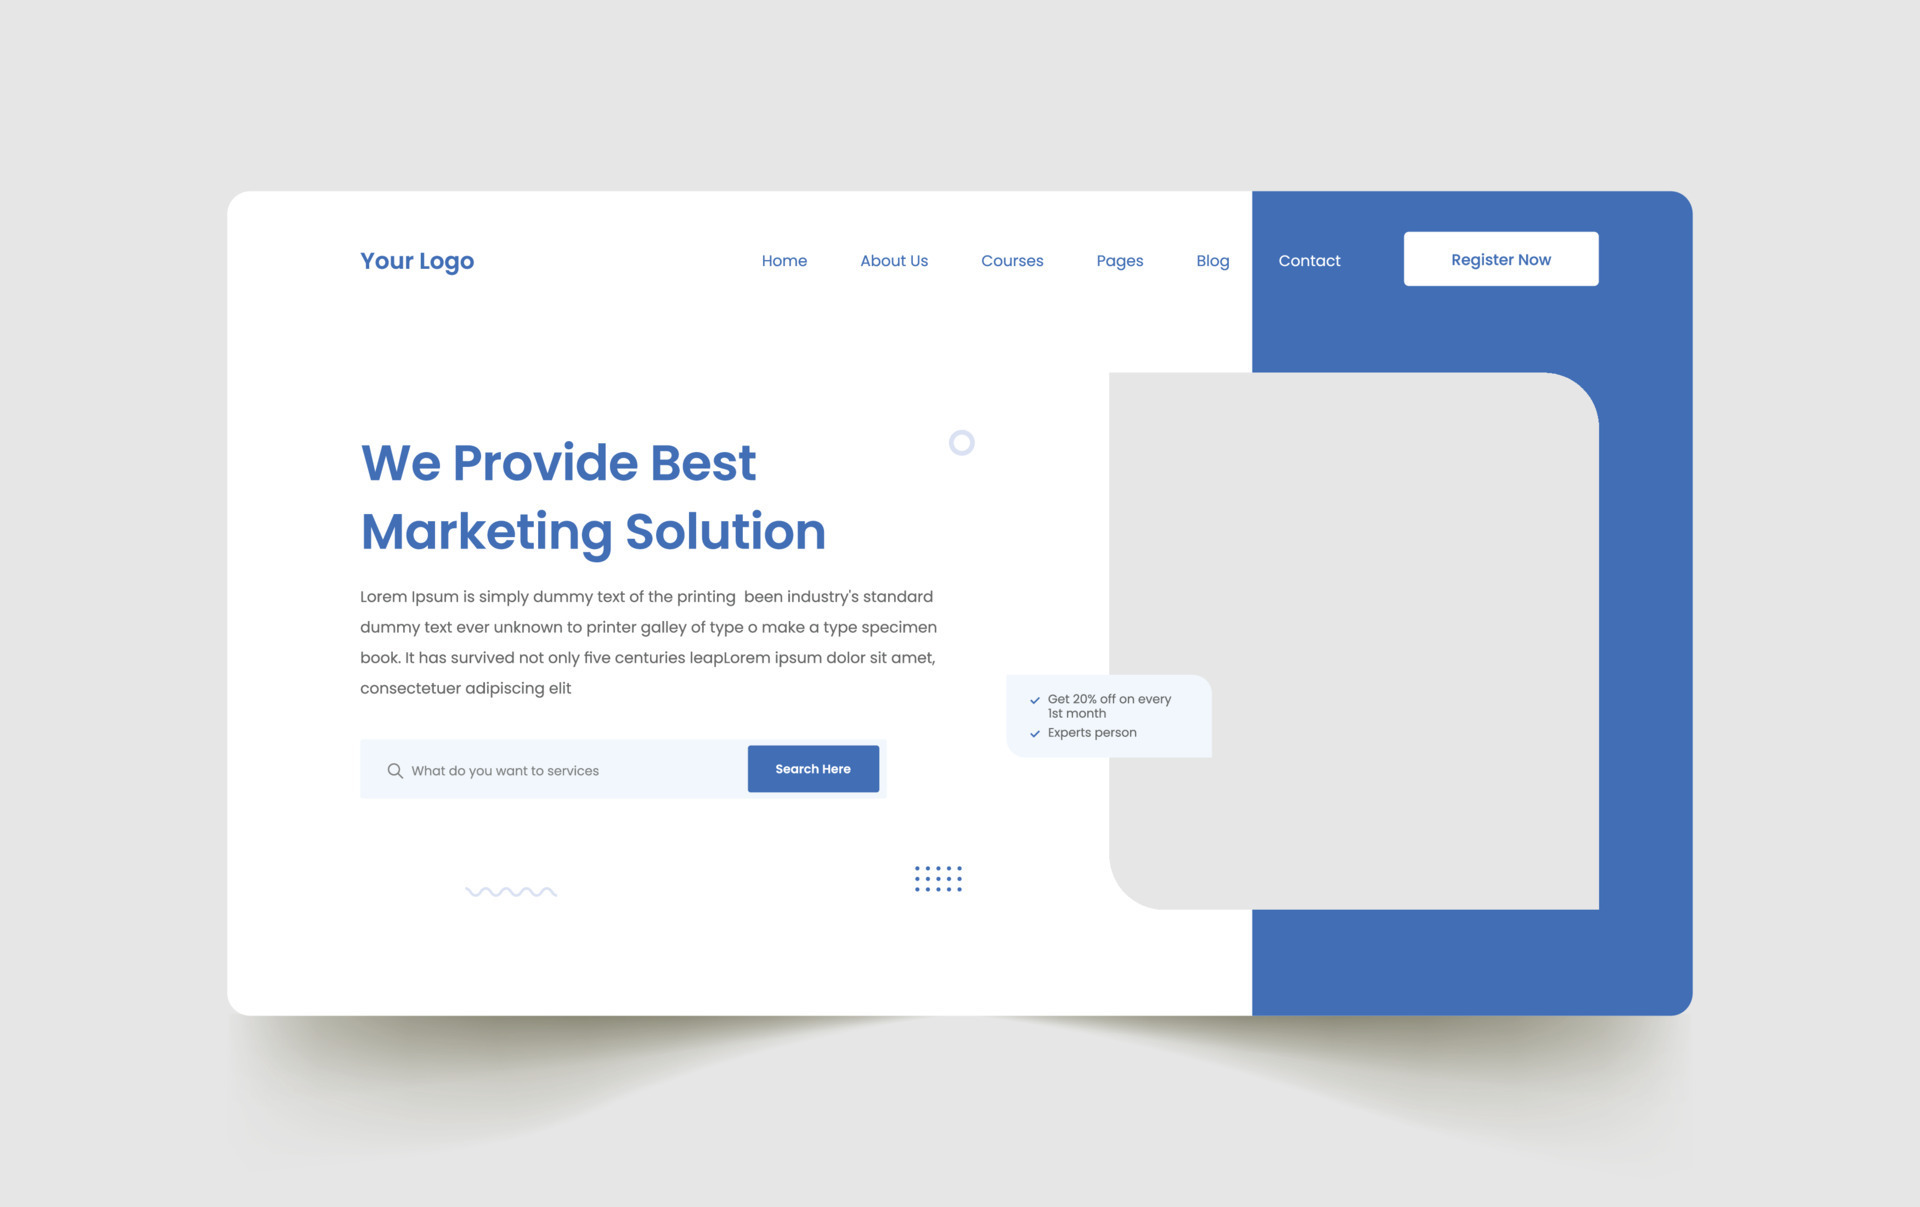 Your Logo
Home About Us Courses Pages Blog Contact Register Now
We Provide Best
Marketing Solution
Lorem Ipsum is simply dummy text of the printing  been industry's standard
dummy text ever unknown to printer galley of type o make a type specimen
book. It has survived not only five centuries leapLorem ipsum dolor sit amet,
consectetuer adipiscing elit
What do you want to services
Search Here
Get 20% off on every
1st month
Experts person